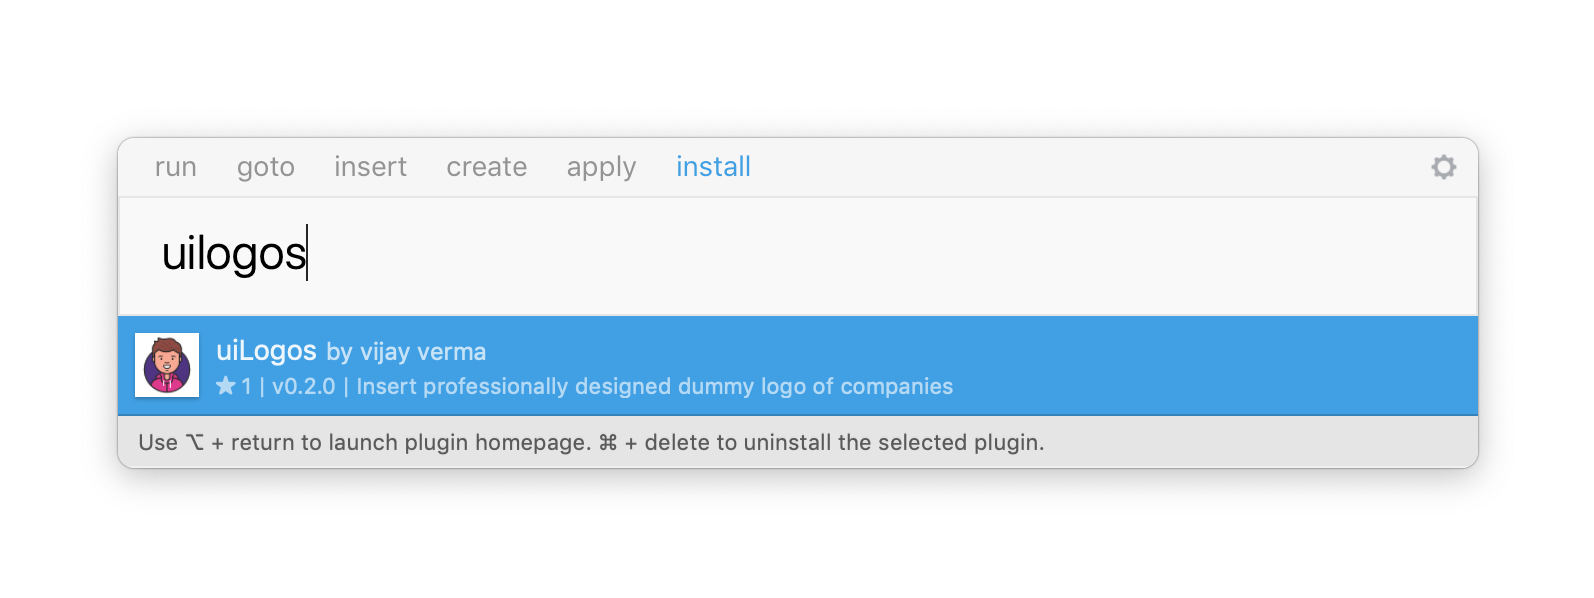 run goto insert create apply install
uilogos
uiLogos by vijay verma
★ 1 | v0.2.0 | Insert professionally designed dummy logo of companies
Use ⌥ + return to launch plugin homepage. ⌘ + delete to uninstall the selected plugin.